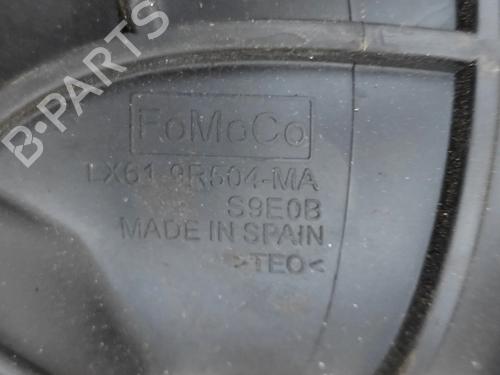 B-Parts
FoMoCo
LX61 9R504-MA
S9E0B
MADE IN SPAIN
>TEO<